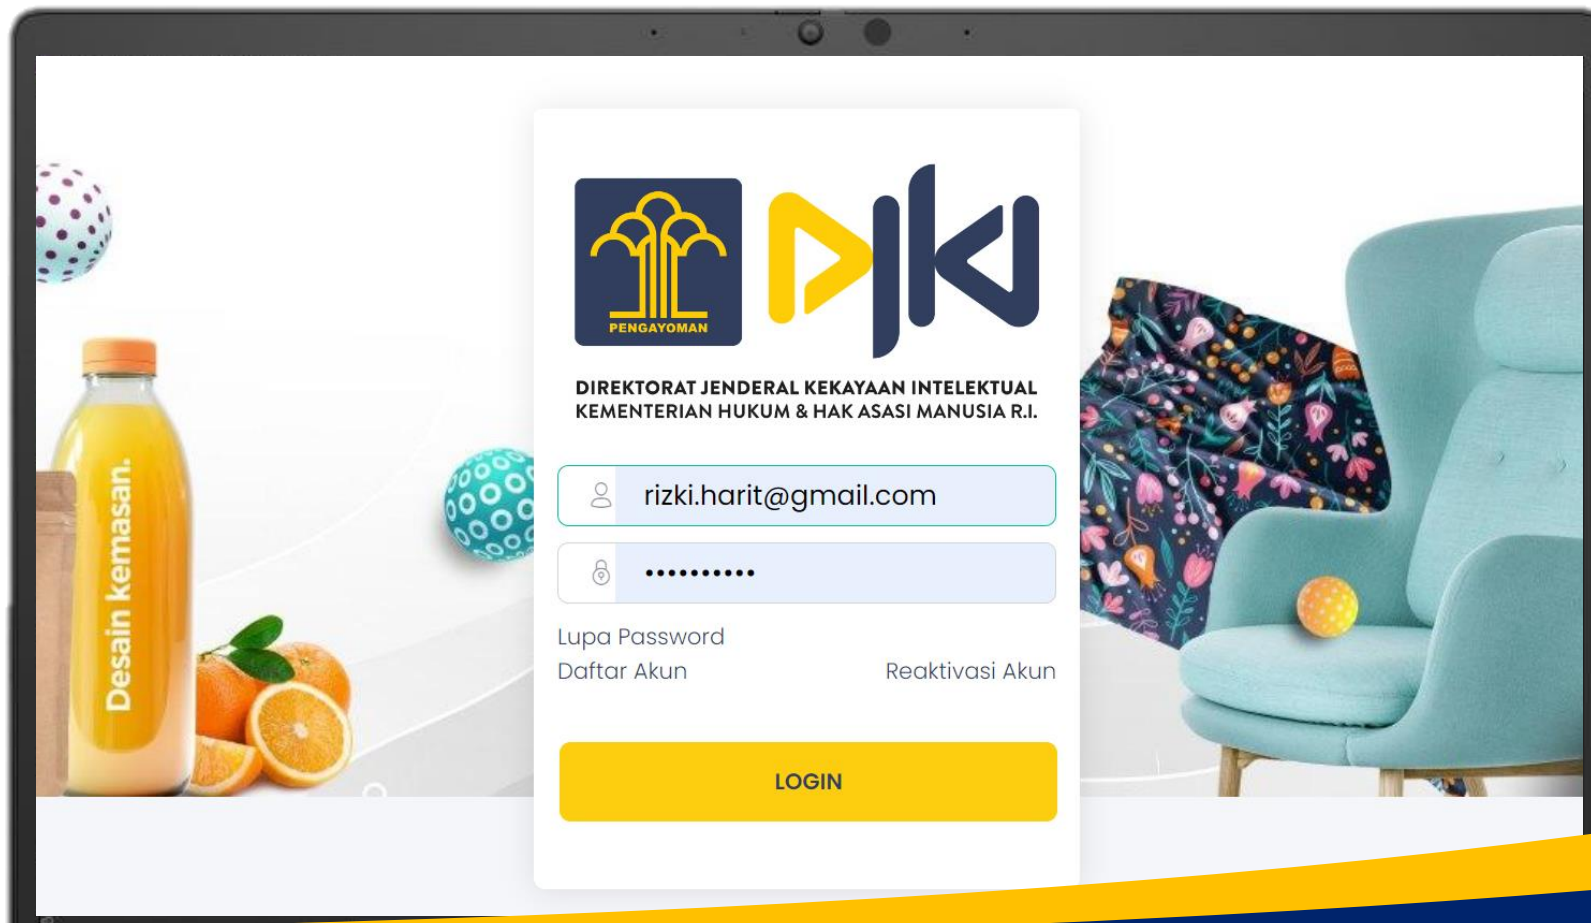 PENGAYOMAN
DJKI
DIREKTORAT JENDERAL KEKAYAAN INTELEKTUAL
KEMENTERIAN HUKUM & HAK ASASI MANUSIA R.I.
Desain kemasan.
rizki.harit@gmail.com
••••••••••
Lupa Password
Daftar Akun
Reaktivasi Akun
LOGIN